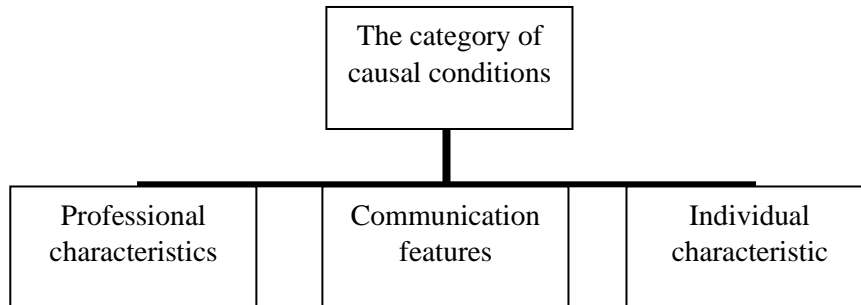 The category of
causal conditions
Professional
characteristics
Communication
features
Individual
characteristic